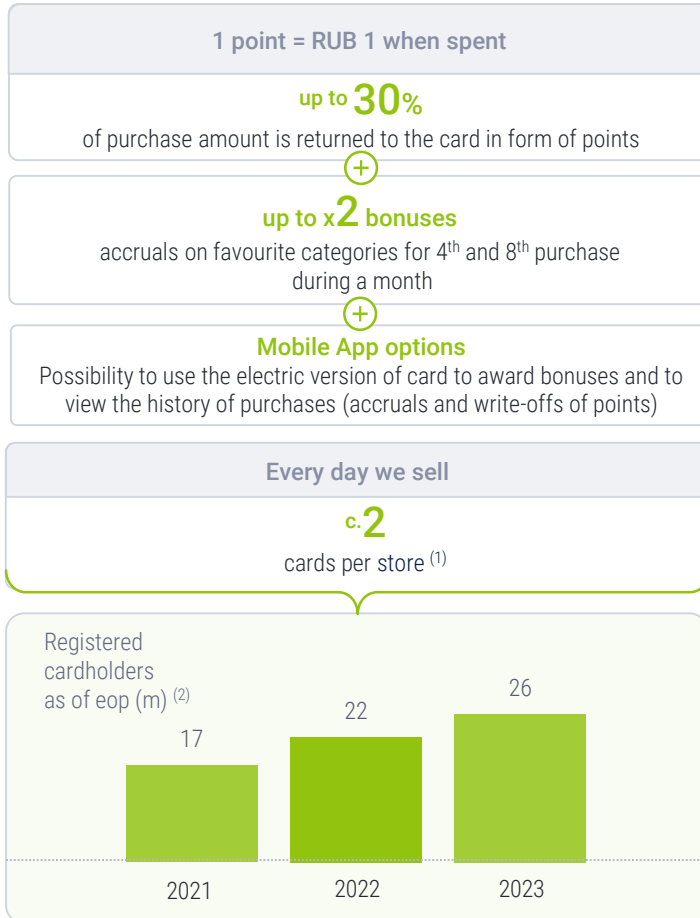 1 point = RUB 1 when spent
up to 30%
of purchase amount is returned to the card in form of points
+
up to x2 bonuses
accruals on favourite categories for 4th and 8th purchase
during a month
+
Mobile App options
Possibility to use the electric version of card to award bonuses and to
view the history of purchases (accruals and write-offs of points)
Every day we sell
c.2
cards per store (1)
Registered
cardholders
as of eop (m) (2)
17
22
26
2021
2022
2023